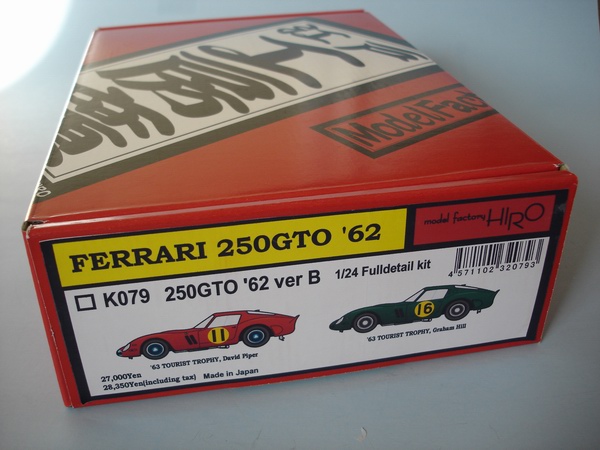 ModelFact
FERRARI 250GTO '62
model factory HIRO
K079 250GTO '62 ver B 1/24 Fulldetail kit
4 571102 320793
11
16
'63 TOURIST TROPHY, David Piper
'63 TOURIST TROPHY, Graham Hill
27,000Yen
28,350Yen(including tax) Made in Japan